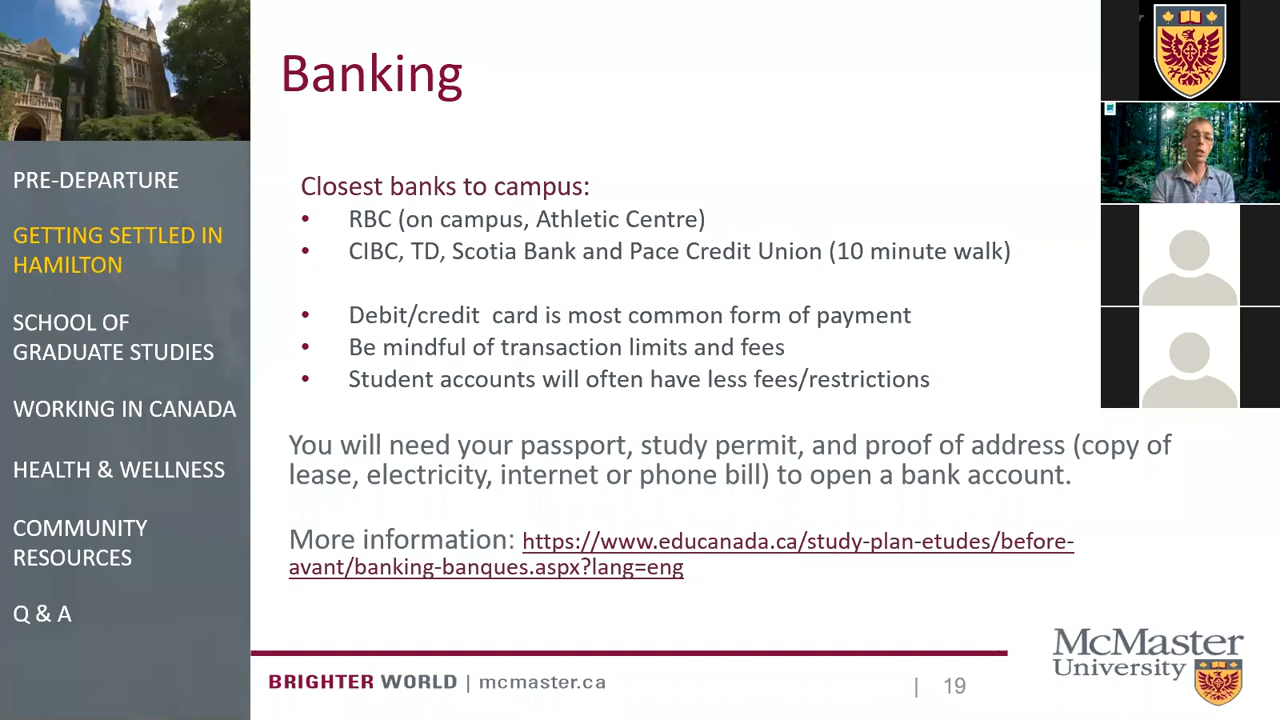 Banking
PRE-DEPARTURE
GETTING SETTLED IN
HAMILTON
SCHOOL OF
GRADUATE STUDIES
WORKING IN CANADA
HEALTH & WELLNESS
COMMUNITY
RESOURCES
Q & A
Closest banks to campus:
• RBC (on campus, Athletic Centre)
• CIBC, TD, Scotia Bank and Pace Credit Union (10 minute walk)
• Debit/credit card is most common form of payment
• Be mindful of transaction limits and fees
• Student accounts will often have less fees/restrictions
You will need your passport, study permit, and proof of address (copy of
lease, electricity, internet or phone bill) to open a bank account.
More information: https://www.educanada.ca/study-plan-etudes/before-
avant/banking-banques.aspx?lang=eng
BRIGHTER WORLD | mcmaster.ca
| 19
McMaster
University